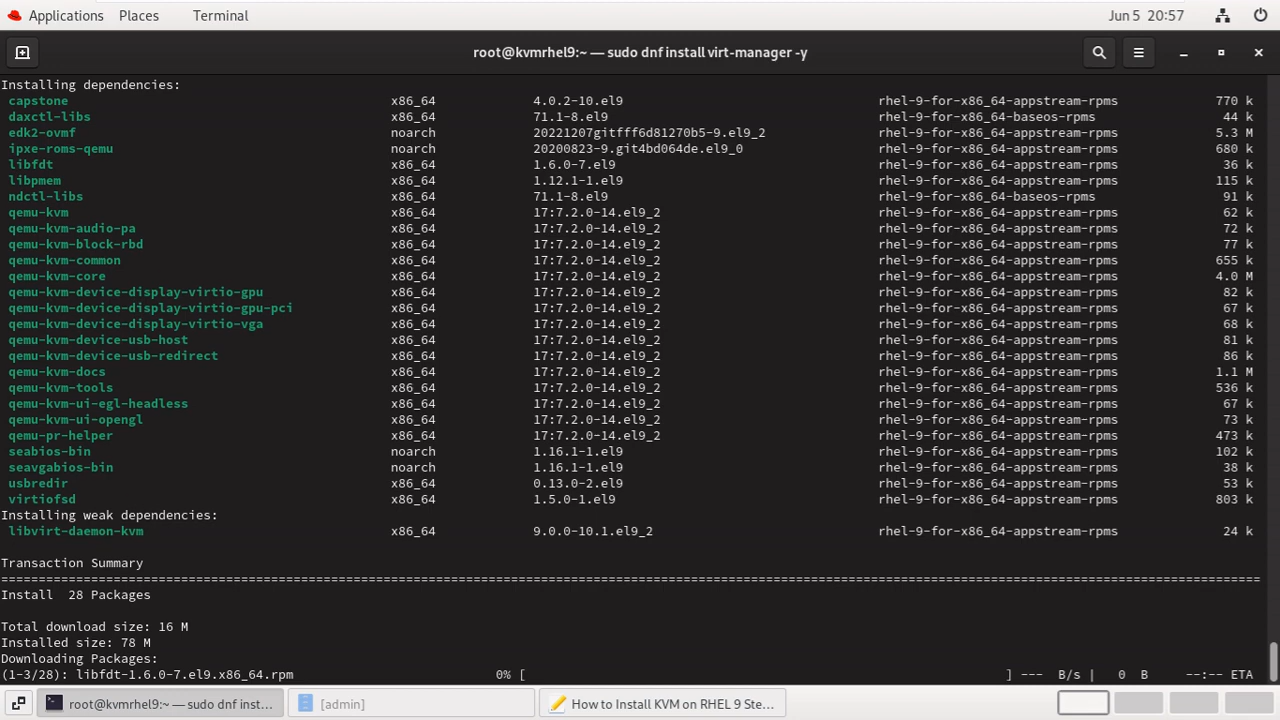 Applications Places Terminal Jun 5 20:57
root@kvmrhel9:~ — sudo dnf install virt-manager -y
Installing dependencies:
capstone x86_64 4.0.2-10.el9 rhel-9-for-x86_64-appstream-rpms 770 k
daxctl-libs x86_64 71.1-8.el9 rhel-9-for-x86_64-baseos-rpms 44 k
edk2-ovmf noarch 20221207gitfff6d81270b5-9.el9_2 rhel-9-for-x86_64-appstream-rpms 5.3 M
ipxe-roms-qemu noarch 20200823-9.git4bd064de.el9_0 rhel-9-for-x86_64-appstream-rpms 680 k
libfdt x86_64 1.6.0-7.el9 rhel-9-for-x86_64-appstream-rpms 36 k
libpmem x86_64 1.12.1-1.el9 rhel-9-for-x86_64-appstream-rpms 115 k
ndctl-libs x86_64 71.1-8.el9 rhel-9-for-x86_64-baseos-rpms 91 k
qemu-kvm x86_64 17:7.2.0-14.el9_2 rhel-9-for-x86_64-appstream-rpms 62 k
qemu-kvm-audio-pa x86_64 17:7.2.0-14.el9_2 rhel-9-for-x86_64-appstream-rpms 72 k
qemu-kvm-block-rbd x86_64 17:7.2.0-14.el9_2 rhel-9-for-x86_64-appstream-rpms 77 k
qemu-kvm-common x86_64 17:7.2.0-14.el9_2 rhel-9-for-x86_64-appstream-rpms 655 k
qemu-kvm-core x86_64 17:7.2.0-14.el9_2 rhel-9-for-x86_64-appstream-rpms 4.0 M
qemu-kvm-device-display-virtio-gpu x86_64 17:7.2.0-14.el9_2 rhel-9-for-x86_64-appstream-rpms 82 k
qemu-kvm-device-display-virtio-gpu-pci x86_64 17:7.2.0-14.el9_2 rhel-9-for-x86_64-appstream-rpms 67 k
qemu-kvm-device-display-virtio-vga x86_64 17:7.2.0-14.el9_2 rhel-9-for-x86_64-appstream-rpms 68 k
qemu-kvm-device-usb-host x86_64 17:7.2.0-14.el9_2 rhel-9-for-x86_64-appstream-rpms 81 k
qemu-kvm-device-usb-redirect x86_64 17:7.2.0-14.el9_2 rhel-9-for-x86_64-appstream-rpms 86 k
qemu-kvm-docs x86_64 17:7.2.0-14.el9_2 rhel-9-for-x86_64-appstream-rpms 1.1 M
qemu-kvm-tools x86_64 17:7.2.0-14.el9_2 rhel-9-for-x86_64-appstream-rpms 536 k
qemu-kvm-ui-egl-headless x86_64 17:7.2.0-14.el9_2 rhel-9-for-x86_64-appstream-rpms 67 k
qemu-kvm-ui-opengl x86_64 17:7.2.0-14.el9_2 rhel-9-for-x86_64-appstream-rpms 73 k
qemu-pr-helper x86_64 17:7.2.0-14.el9_2 rhel-9-for-x86_64-appstream-rpms 473 k
seabios-bin noarch 1.16.1-1.el9 rhel-9-for-x86_64-appstream-rpms 102 k
seavgabios-bin noarch 1.16.1-1.el9 rhel-9-for-x86_64-appstream-rpms 38 k
usbredir x86_64 0.13.0-2.el9 rhel-9-for-x86_64-appstream-rpms 53 k
virtiofsd x86_64 1.5.0-1.el9 rhel-9-for-x86_64-appstream-rpms 803 k
Installing weak dependencies:
libvirt-daemon-kvm x86_64 9.0.0-10.1.el9_2 rhel-9-for-x86_64-appstream-rpms 24 k
Transaction Summary
================================================================================
Install 28 Packages
Total download size: 16 M
Installed size: 78 M
Downloading Packages:
(1-3/28): libfdt-1.6.0-7.el9.x86_64.rpm 0% [ ] --- B/s | 0 B --:-- ETA
root@kvmrhel9:~ — sudo dnf inst... [admin] How to Install KVM on RHEL 9 Ste...